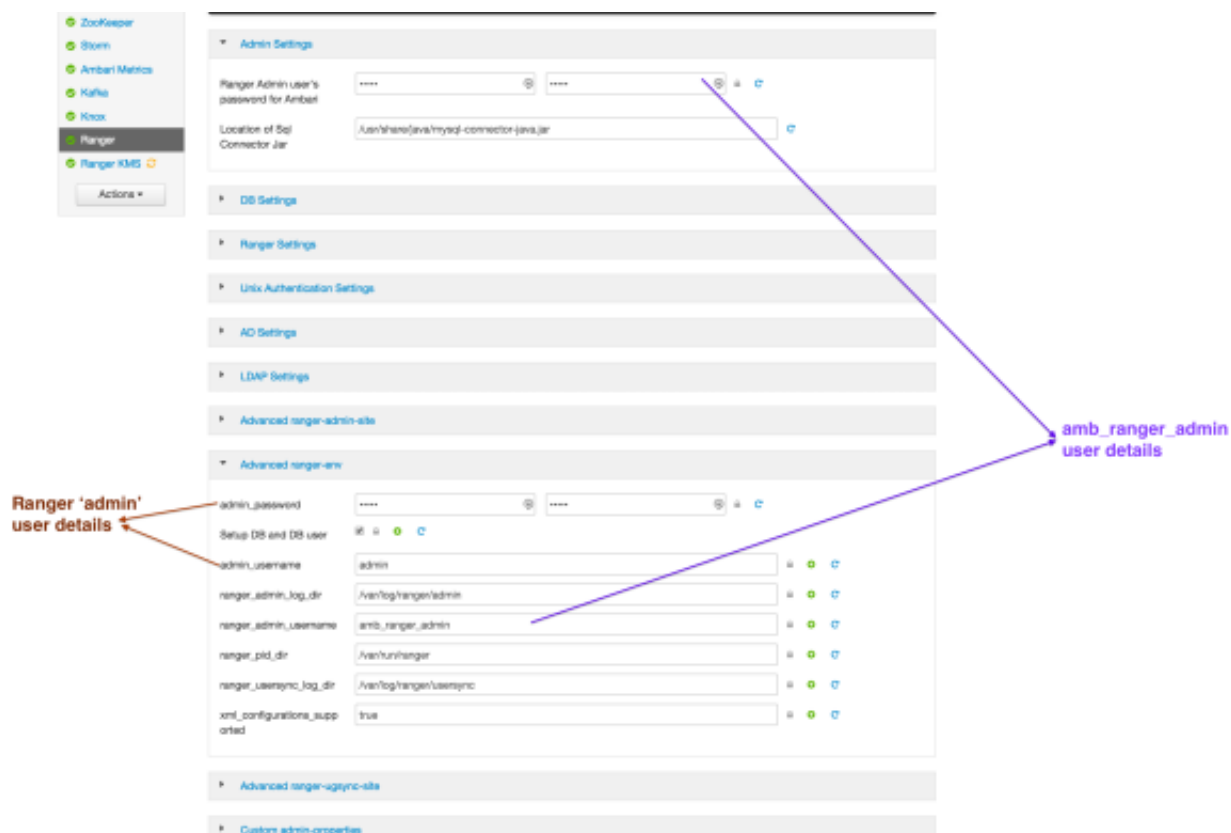 ZooKeeper
Storm
Ambari Metrics
Kafka
Knox
Ranger
Ranger KMS
Actions
Admin Settings
Ranger Admin user's
password for Ambari
Location of Sql
Connector Jar
/usr/share/java/mysql-connector-java.jar
DB Settings
Ranger Settings
Unix Authentication Settings
AD Settings
LDAP Settings
Advanced ranger-admin-site
Advanced ranger-env
amb_ranger_admin
user details
Ranger ‘admin’
user details
admin_password
Setup DB and DB user
admin_username
admin
ranger_admin_log_dir
/var/log/ranger/admin
ranger_admin_username
amb_ranger_admin
ranger_pid_dir
/var/run/ranger
ranger_usersync_log_dir
/var/log/ranger/usersync
xml_configurations_supp
orted
true
Advanced ranger-ugsync-site
Custom admin-properties